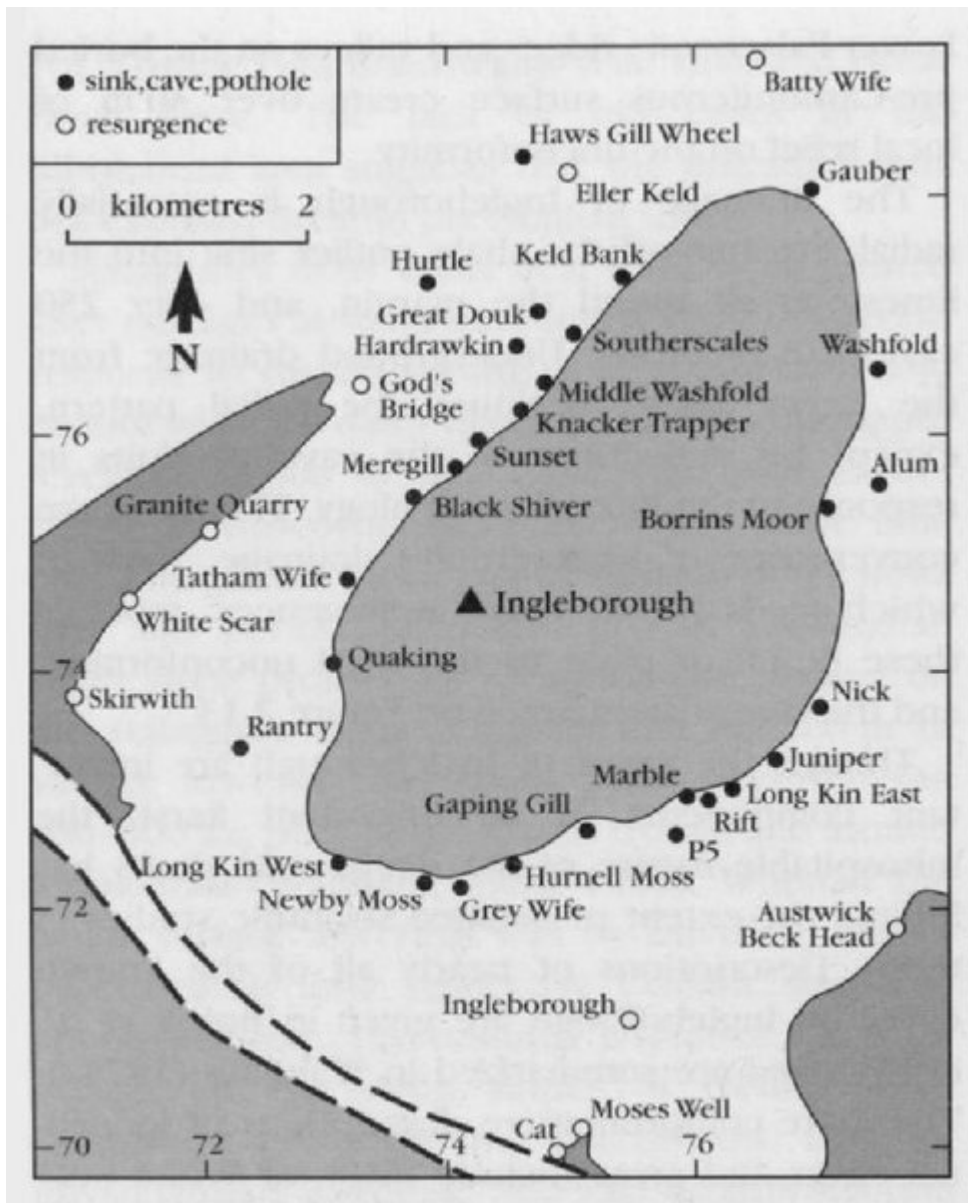 sink,cave,pothole
resurgence
0 kilometres 2
N
Batty Wife
Haws Gill Wheel
Eller Keld
Gauber
Keld Bank
Hurtle
Great Douk
Hardrawkin
Southerscales
Washfold
God's
Bridge
Middle Washfold
Knacker Trapper
76
Sunset
Meregill
Alum
Black Shiver
Granite Quarry
Borrins Moor
Tatham Wife
Ingleborough
White Scar
Quaking
74
Skirwith
Nick
Rantry
Juniper
Marble
Long Kin East
Gaping Gill
Rift
P5
Long Kin West
Hurnell Moss
Newby Moss
Grey Wife
72
Austwick
Beck Head
Ingleborough
Moses Well
Cat
70
72
74
76